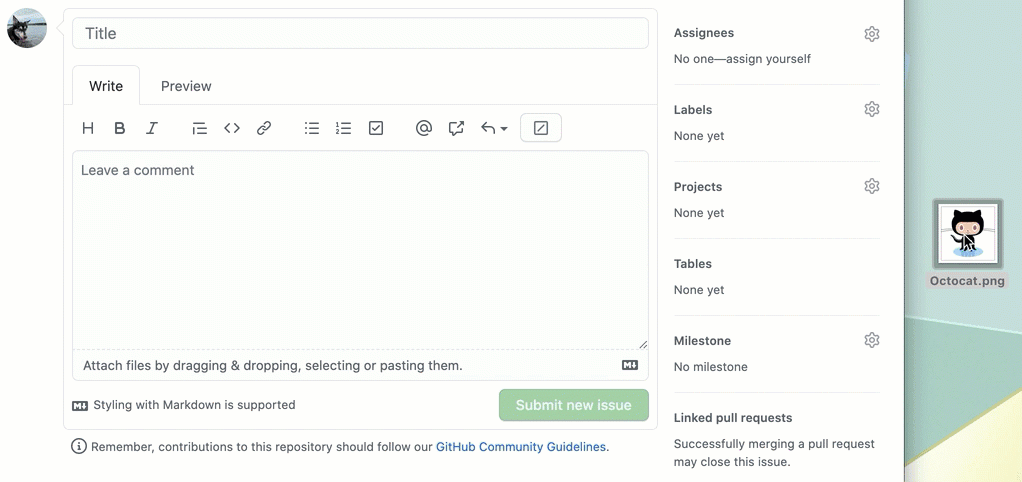 Title
Write
Preview
Leave a comment
Attach files by dragging & dropping, selecting or pasting them.
Styling with Markdown is supported
Submit new issue
Remember, contributions to this repository should follow our GitHub Community Guidelines.
Assignees
No one—assign yourself
Labels
None yet
Projects
None yet
Tables
None yet
Milestone
No milestone
Linked pull requests
Successfully merging a pull request
may close this issue.
Octocat.png